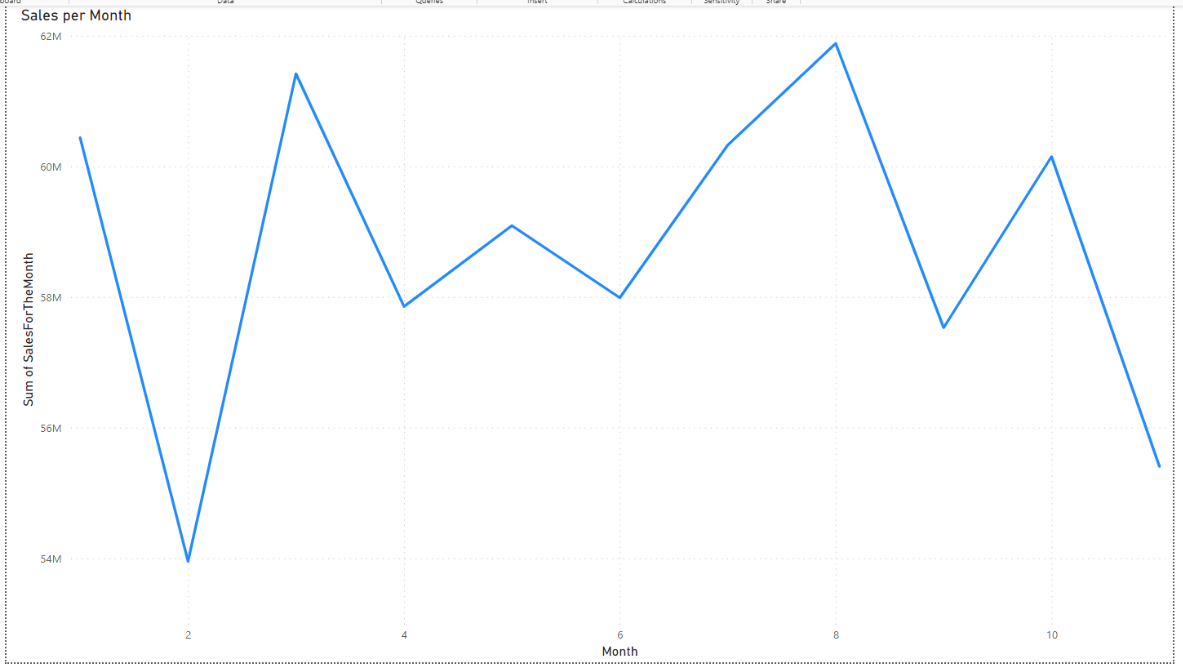 Data Queries Insert Calculations Sensitivity Share
Sales per Month
62M
60M
58M
56M
54M
Sum of SalesForTheMonth
2 4 6 8 10
Month